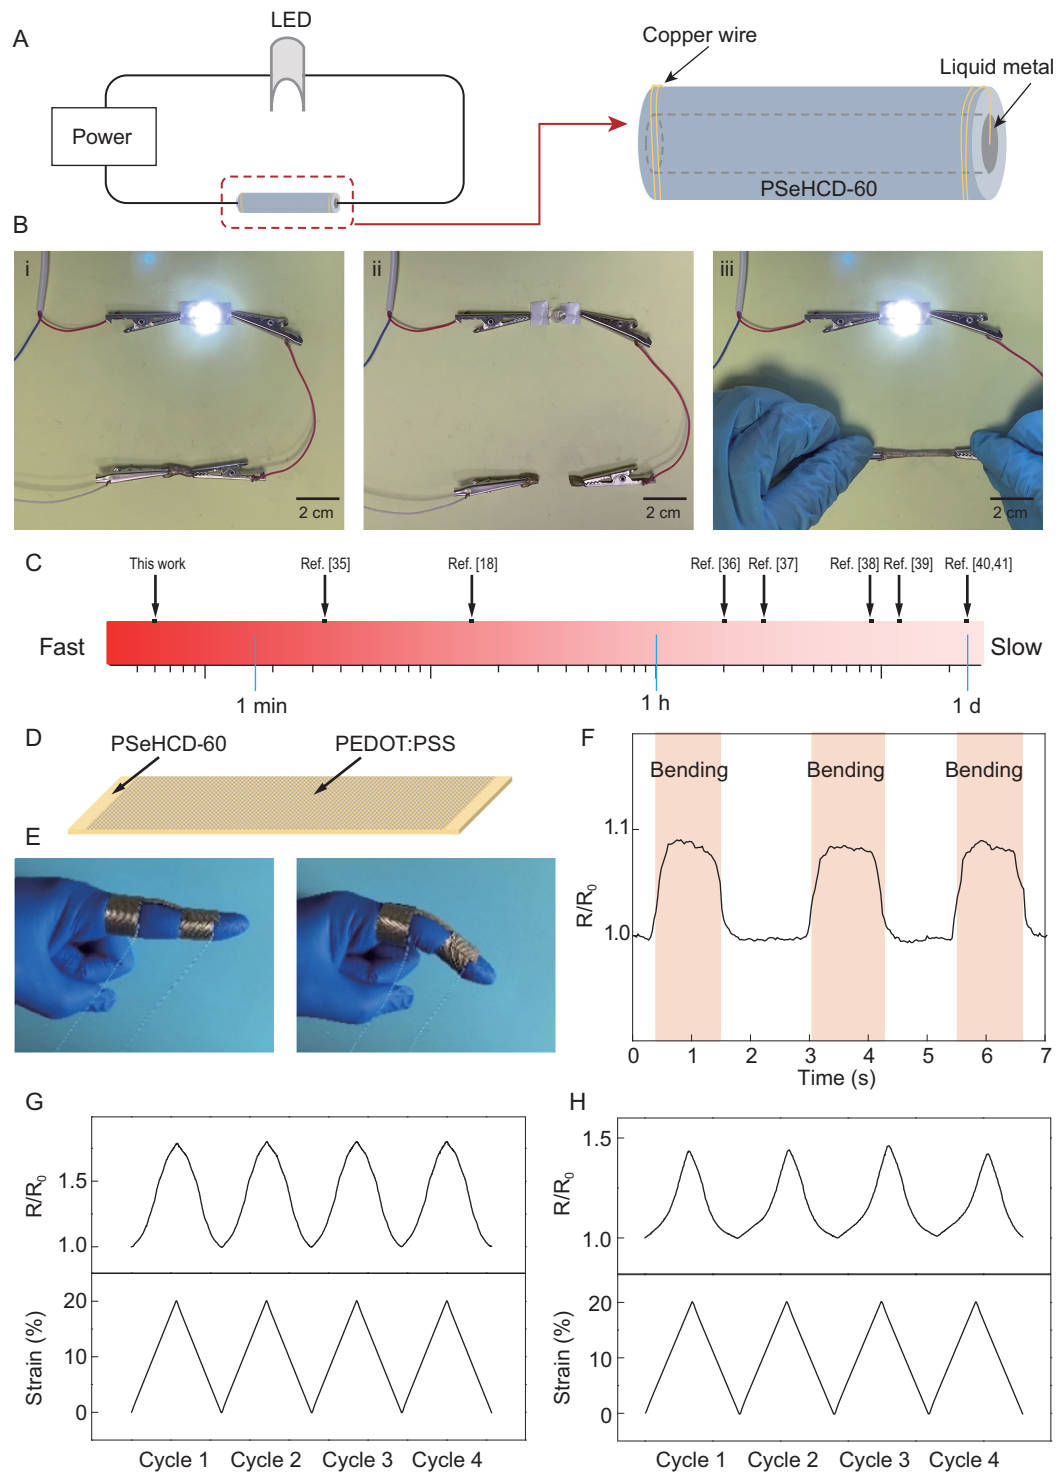 A
LED
Power
Copper wire
Liquid metal
PSeHCD-60
B
i
2 cm
ii
2 cm
iii
2 cm
C
This work
Ref. [35]
Ref. [18]
Ref. [36]
Ref. [37]
Ref. [38]
Ref. [39]
Ref. [40,41]
Fast
Slow
1 min
1 h
1 d
D
PSeHCD-60
PEDOT:PSS
E
F
Bending
Bending
Bending
1.1
1.0
R/R₀
0 1 2 3 4 5 6 7
Time (s)
G
1.5
1.0
R/R₀
20
10
0
Strain (%)
Cycle 1 Cycle 2 Cycle 3 Cycle 4
H
1.5
1.0
R/R₀
20
10
0
Strain (%)
Cycle 1 Cycle 2 Cycle 3 Cycle 4